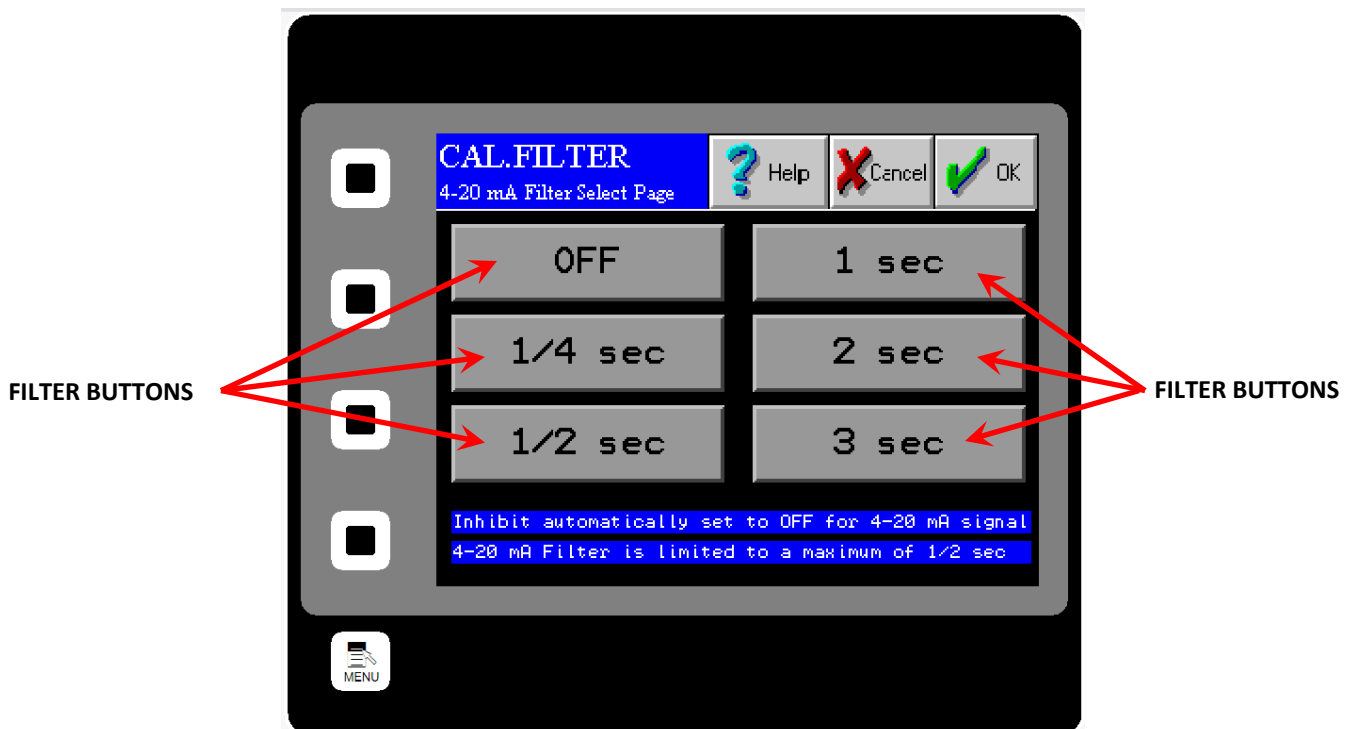 CAL.FILTER
4-20 mA Filter Select Page
Help
Cancel
OK
OFF
1 sec
1/4 sec
2 sec
FILTER BUTTONS
FILTER BUTTONS
1/2 sec
3 sec
Inhibit automatically set to OFF for 4-20 mA signal
4-20 mA Filter is limited to a maximum of 1/2 sec
MENU